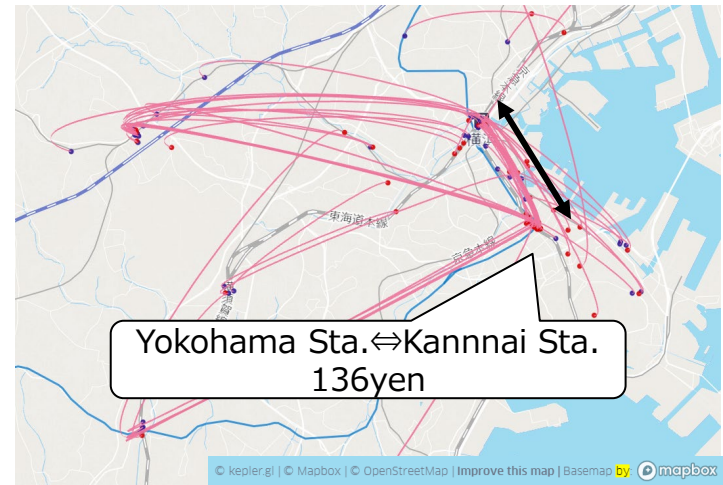 東海道本線
京急本線
Yokohama Sta.⇔Kannnai Sta.
136yen
© kepler.gl | © Mapbox | © OpenStreetMap | Improve this map | Basemap by: mapbox